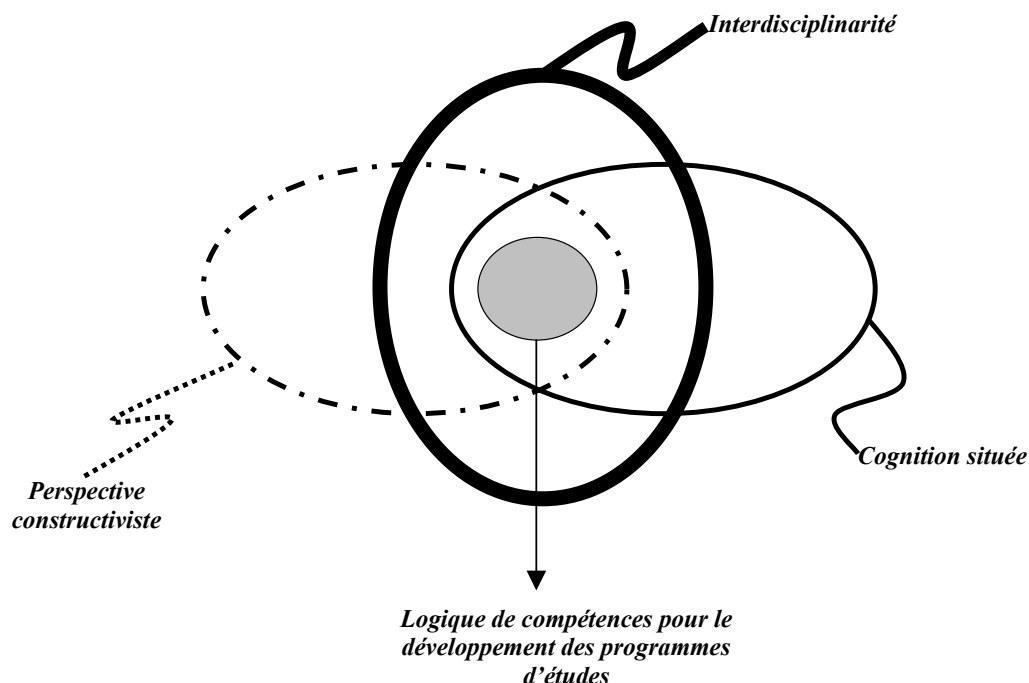 Interdisciplinarité
Cognition située
Perspective
constructiviste
Logique de compétences pour le
développement des programmes
d’études